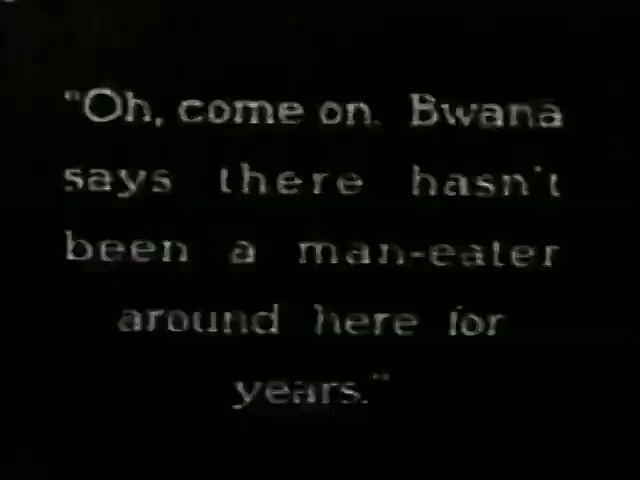 "Oh, come on. Bwana
says there hasn't
been a man-eater
around here for
years."